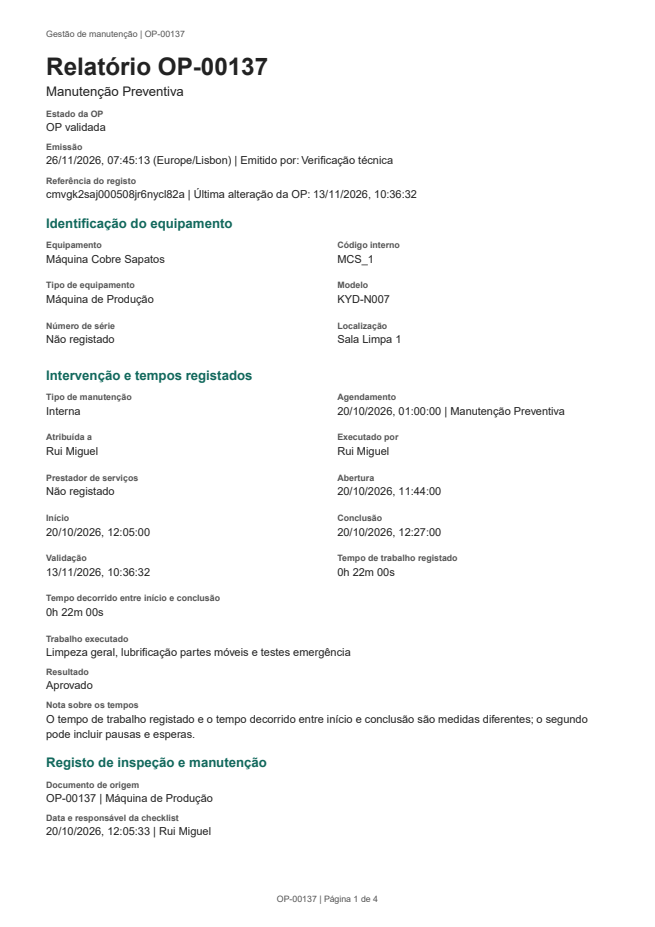 Gestão de manutenção | OP-00137
Relatório OP-00137
Manutenção Preventiva
Estado da OP
OP validada
Emissão
26/11/2026, 07:45:13 (Europe/Lisbon) | Emitido por: Verificação técnica
Referência do registo
cmvgk2saj000508jr6nycl82a | Última alteração da OP: 13/11/2026, 10:36:32
Identificação do equipamento
Equipamento
Máquina Cobre Sapatos
Código interno
MCS_1
Tipo de equipamento
Máquina de Produção
Modelo
KYD-N007
Número de série
Não registado
Localização
Sala Limpa 1
Intervenção e tempos registados
Tipo de manutenção
Interna
Agendamento
20/10/2026, 01:00:00 | Manutenção Preventiva
Atribuída a
Rui Miguel
Executado por
Rui Miguel
Prestador de serviços
Não registado
Abertura
20/10/2026, 11:44:00
Início
20/10/2026, 12:05:00
Conclusão
20/10/2026, 12:27:00
Validação
13/11/2026, 10:36:32
Tempo de trabalho registado
0h 22m 00s
Tempo decorrido entre início e conclusão
0h 22m 00s
Trabalho executado
Limpeza geral, lubrificação partes móveis e testes emergência
Resultado
Aprovado
Nota sobre os tempos
O tempo de trabalho registado e o tempo decorrido entre início e conclusão são medidas diferentes; o segundo
pode incluir pausas e esperas.
Registo de inspeção e manutenção
Documento de origem
OP-00137 | Máquina de Produção
Data e responsável da checklist
20/10/2026, 12:05:33 | Rui Miguel
OP-00137 | Página 1 de 4